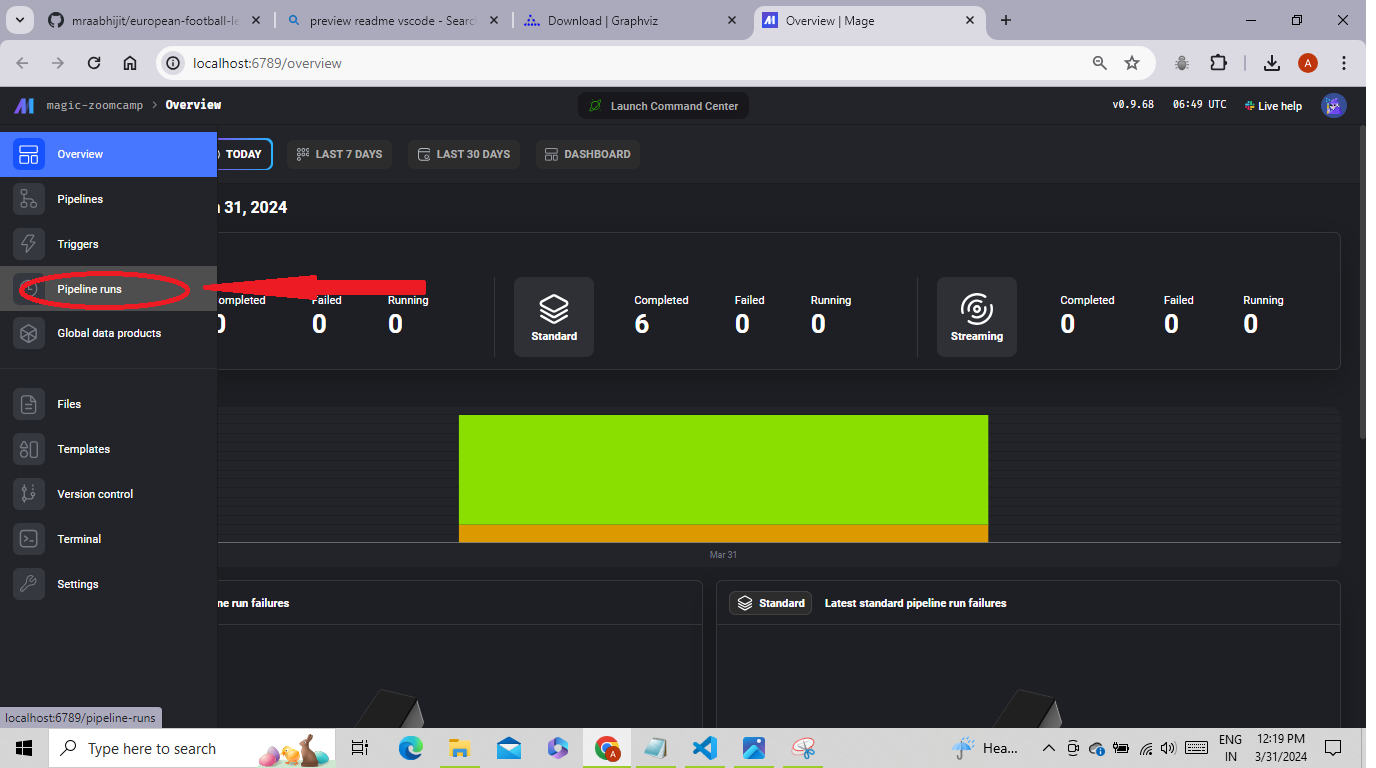 mraabhijit/european-football-le
preview readme vscode - Searc
Download | Graphviz
Overview | Mage
localhost:6789/overview
A
magic-zoomcamp > Overview
Launch Command Center
v0.9.68
06:49 UTC
Live help
Overview
TODAY
LAST 7 DAYS
LAST 30 DAYS
DASHBOARD
Pipelines
31, 2024
Triggers
Pipeline runs
ompleted
Failed
Running
0
0
0
Standard
Completed
Failed
Running
6
0
0
Streaming
Completed
Failed
Running
0
0
0
Global data products
Files
Templates
Version control
Terminal
Settings
Mar 31
ne run failures
Standard
Latest standard pipeline run failures
localhost:6789/pipeline-runs
Type here to search
Hea...
ENG
IN
12:19 PM
3/31/2024